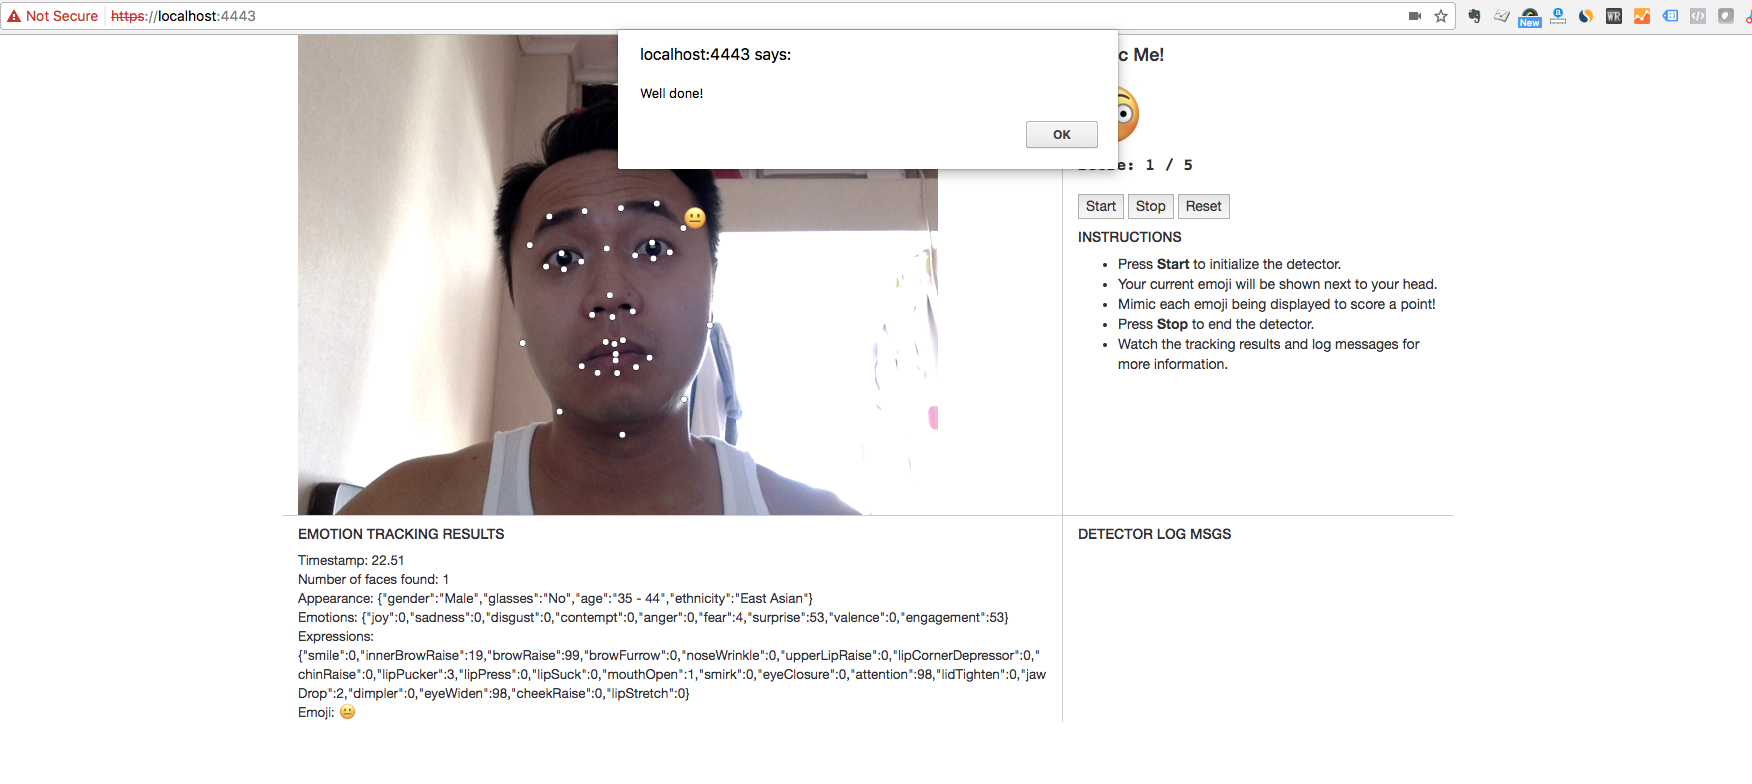 Not Secure https://localhost:4443
New
WR
localhost:4443 says:
Well done!
OK
c Me!
1 / 5
Start Stop Reset
INSTRUCTIONS
• Press Start to initialize the detector.
• Your current emoji will be shown next to your head.
• Mimic each emoji being displayed to score a point!
• Press Stop to end the detector.
• Watch the tracking results and log messages for
more information.
EMOTION TRACKING RESULTS
Timestamp: 22.51
Number of faces found: 1
Appearance: {"gender":"Male","glasses":"No","age":"35 - 44","ethnicity":"East Asian"}
Emotions: {"joy":0,"sadness":0,"disgust":0,"contempt":0,"anger":0,"fear":4,"surprise":53,"valence":0,"engagement":53}
Expressions:
{"smile":0,"innerBrowRaise":19,"browRaise":99,"browFurrow":0,"noseWrinkle":0,"upperLipRaise":0,"lipCornerDepressor":0,"
chinRaise":0,"lipPucker":3,"lipPress":0,"lipSuck":0,"mouthOpen":1,"smirk":0,"eyeClosure":0,"attention":98,"lidTighten":0,"jaw
Drop":2,"dimpler":0,"eyeWiden":98,"cheekRaise":0,"lipStretch":0}
Emoji: 😐
DETECTOR LOG MSGS